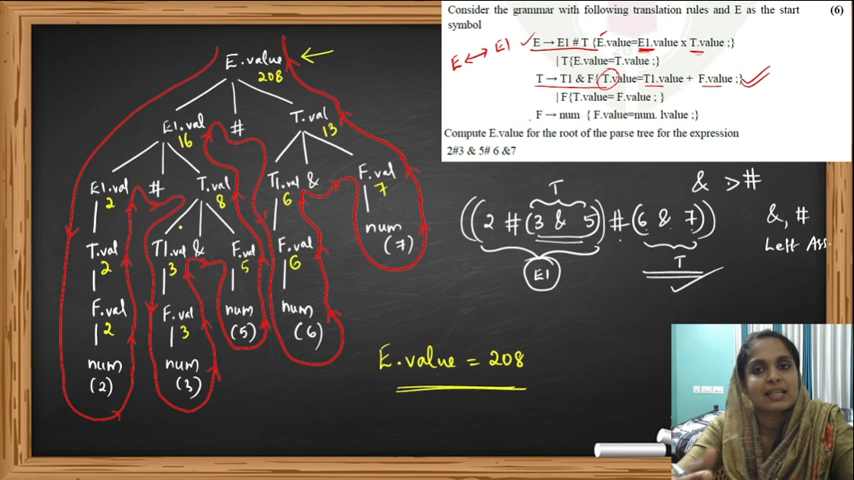 Consider the grammar with following translation rules and E as the start (6)
symbol
E ↔ E1
E → E1 # T {E.value=E1.value x T.value ;}
| T{E.value=T.value ;}
T → T1 & F{ T.value=T1.value + F.value ;}
| F{T.value= F.value ; }
F → num { F.value=num. lvalue ;}
Compute E.value for the root of the parse tree for the expression
2#3 & 5# 6 &7
E.value
208
E1.val # T.val
16 13
E1.val # T.val T1.val & F.val
2 8 6 7
T.val T1.val & F.val F.val num
2 3 5 6 (7)
F.val F.val num num
2 3 (5) (6)
num num
(2) (3)
& > #
T
((2 # (3 & 5)) # (6 & 7))
E1 T
&, #
Left Ass.
E.value = 208